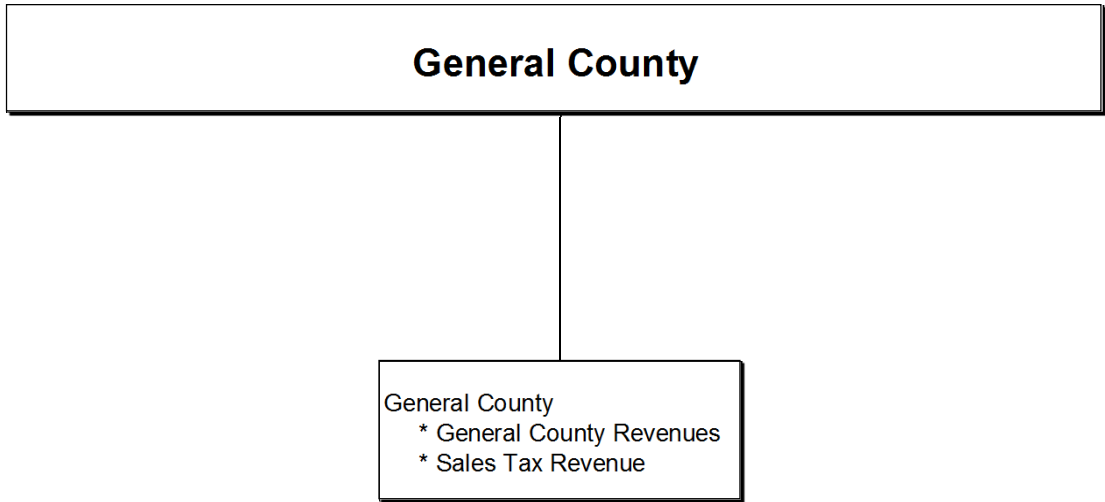 General County
General County
* General County Revenues
* Sales Tax Revenue